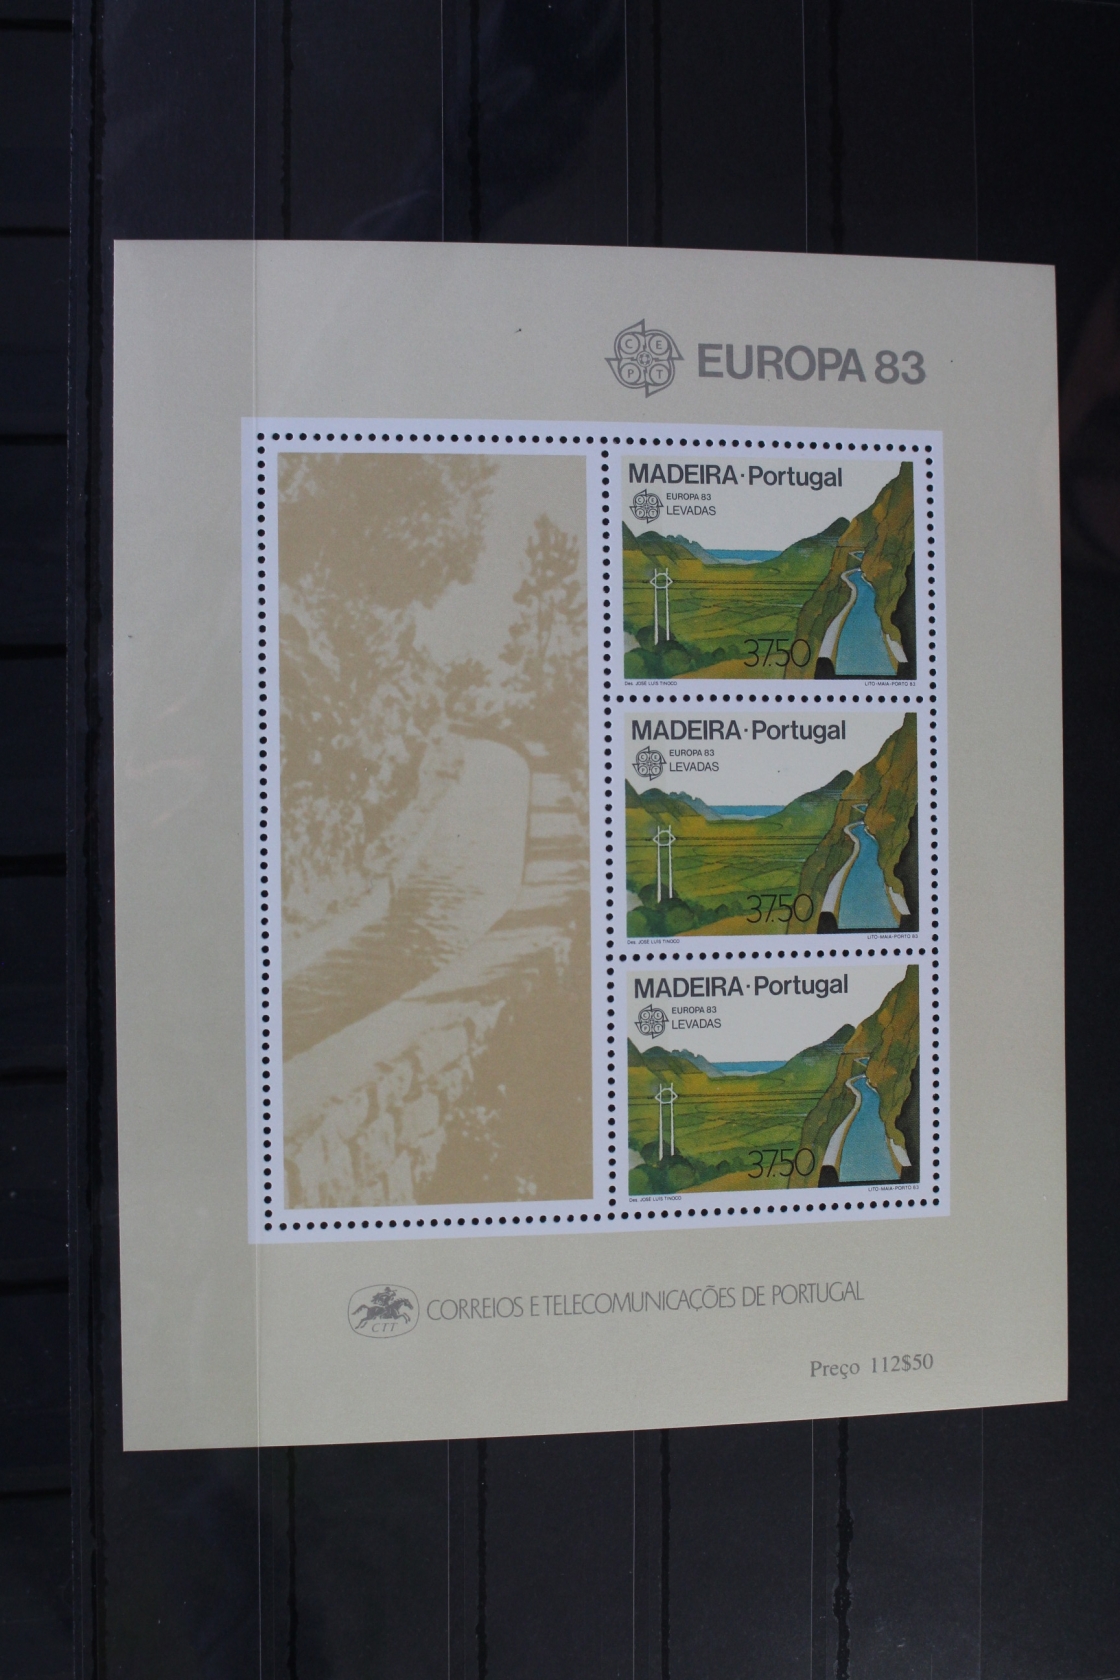 C E
P T
EUROPA 83
MADEIRA·Portugal
EUROPA 83
LEVADAS
37.50
Des. JOSÉ LUIS TINOCO
LITO-MAIA-PORTO 83
MADEIRA·Portugal
EUROPA 83
LEVADAS
37.50
Des. JOSÉ LUIS TINOCO
LITO-MAIA-PORTO 83
MADEIRA·Portugal
EUROPA 83
LEVADAS
37.50
Des. JOSÉ LUIS TINOCO
LITO-MAIA-PORTO 83
CTT
CORREIOS E TELECOMUNICAÇÕES DE PORTUGAL
Preço 112$50